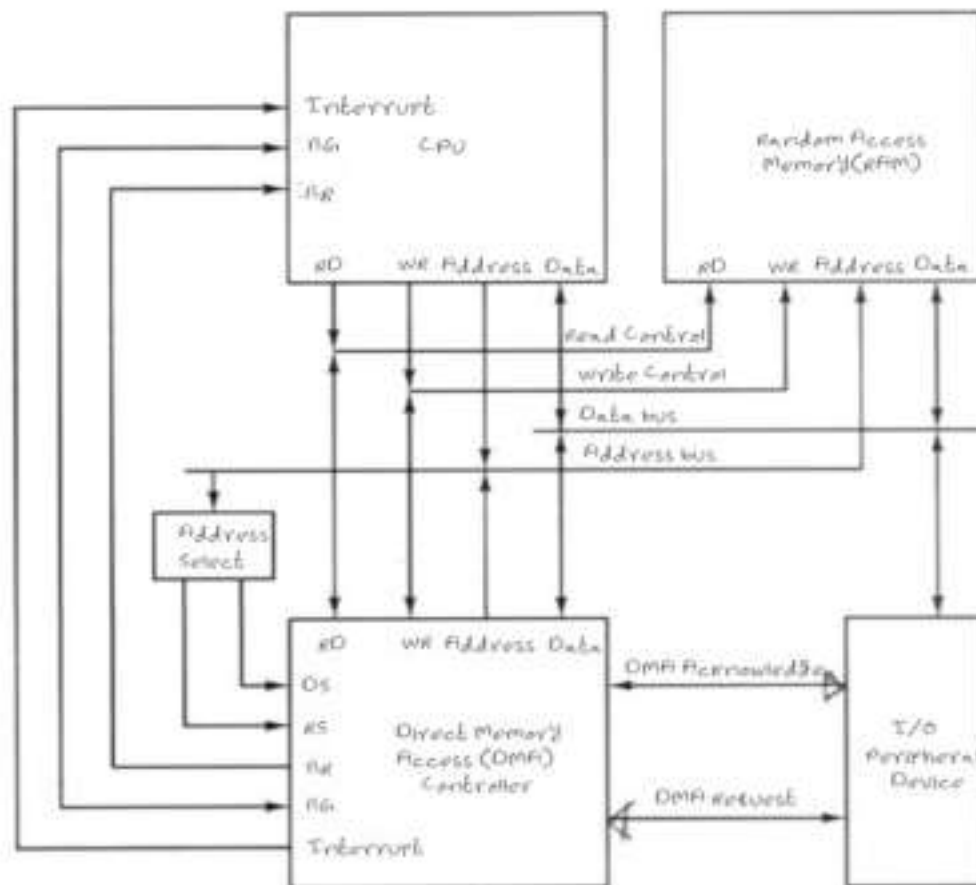 Interrupt
BG
CPU
BR
RD WR Address Data
Random Access
Memory(RAM)
RD WR Address Data
Read Control
Write Control
Data bus
Address bus
Address
Select
RD WR Address Data
DS
RS
BR
BG
Interrupt
Direct Memory
Access (DMA)
Controller
DMA Acknowledge
DMA Request
I/O
Peripheral
Device